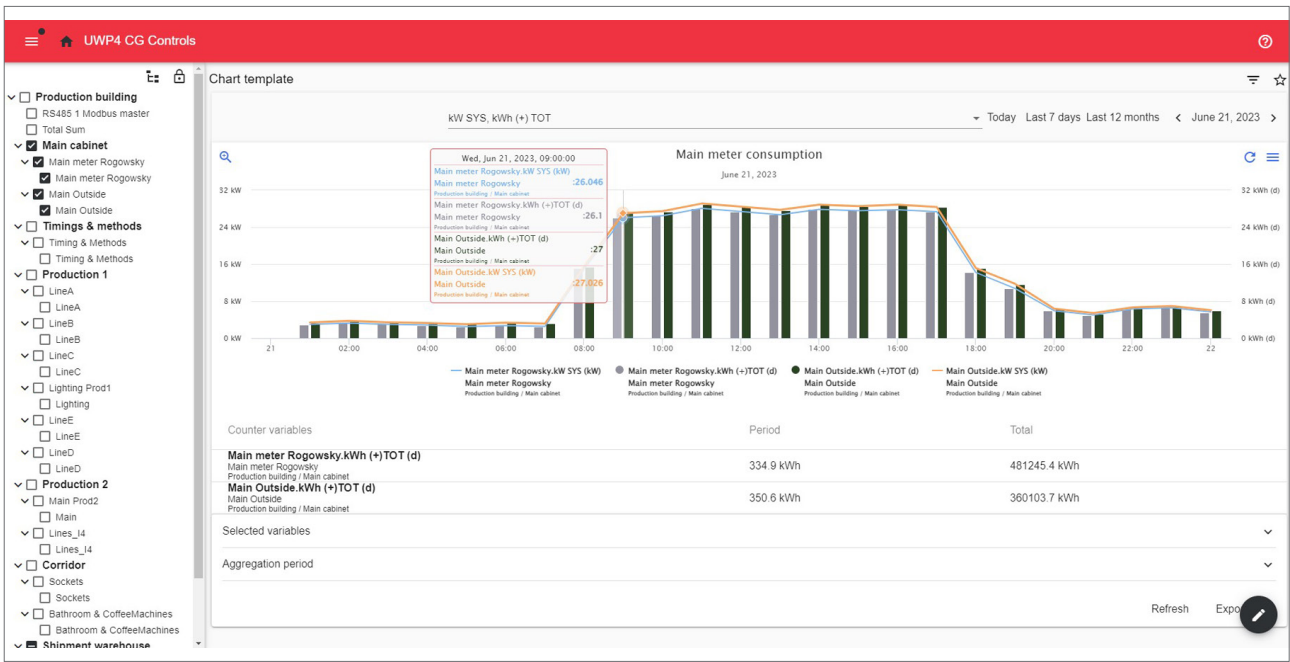 UWP4 CG Controls
Production building
RS485 1 Modbus master
Total Sum
Main cabinet
Main meter Rogowsky
Main meter Rogowsky
Main Outside
Main Outside
Timings & methods
Timing & Methods
Timing & Methods
Production 1
LineA
LineA
LineB
LineB
LineC
LineC
Lighting Prod1
Lighting
LineE
LineE
LineD
LineD
Production 2
Main Prod2
Main
Lines_I4
Lines_I4
Corridor
Sockets
Sockets
Bathroom & CoffeeMachines
Bathroom & CoffeeMachines
Shipment warehouse
Chart template
kW SYS, kWh (+) TOT
Today Last 7 days Last 12 months < June 21, 2023 >
Main meter consumption
June 21, 2023
Wed, Jun 21, 2023, 09:00:00
Main meter Rogowsky.kW SYS (kW)
Main meter Rogowsky :26.046
Production building / Main cabinet
Main meter Rogowsky.kWh (+)TOT (d)
Main meter Rogowsky :26.1
Production building / Main cabinet
Main Outside.kWh (+)TOT (d)
Main Outside :27
Production building / Main cabinet
Main Outside.kW SYS (kW)
Main Outside :27.026
Production building / Main cabinet
32 kW
24 kW
16 kW
8 kW
0 kW
32 kWh (d)
24 kWh (d)
16 kWh (d)
8 kWh (d)
0 kWh (d)
21 02:00 04:00 06:00 08:00 10:00 12:00 14:00 16:00 18:00 20:00 22:00 22
Main meter Rogowsky.kW SYS (kW)
Main meter Rogowsky
Production building / Main cabinet
Main meter Rogowsky.kWh (+)TOT (d)
Main meter Rogowsky
Production building / Main cabinet
Main Outside.kWh (+)TOT (d)
Main Outside
Production building / Main cabinet
Main Outside.kW SYS (kW)
Main Outside
Production building / Main cabinet
Counter variables Period Total
Main meter Rogowsky.kWh (+)TOT (d)
Main meter Rogowsky 334.9 kWh 481245.4 kWh
Production building / Main cabinet
Main Outside.kWh (+)TOT (d)
Main Outside 350.6 kWh 360103.7 kWh
Production building / Main cabinet
Selected variables
Aggregation period
Refresh Expo